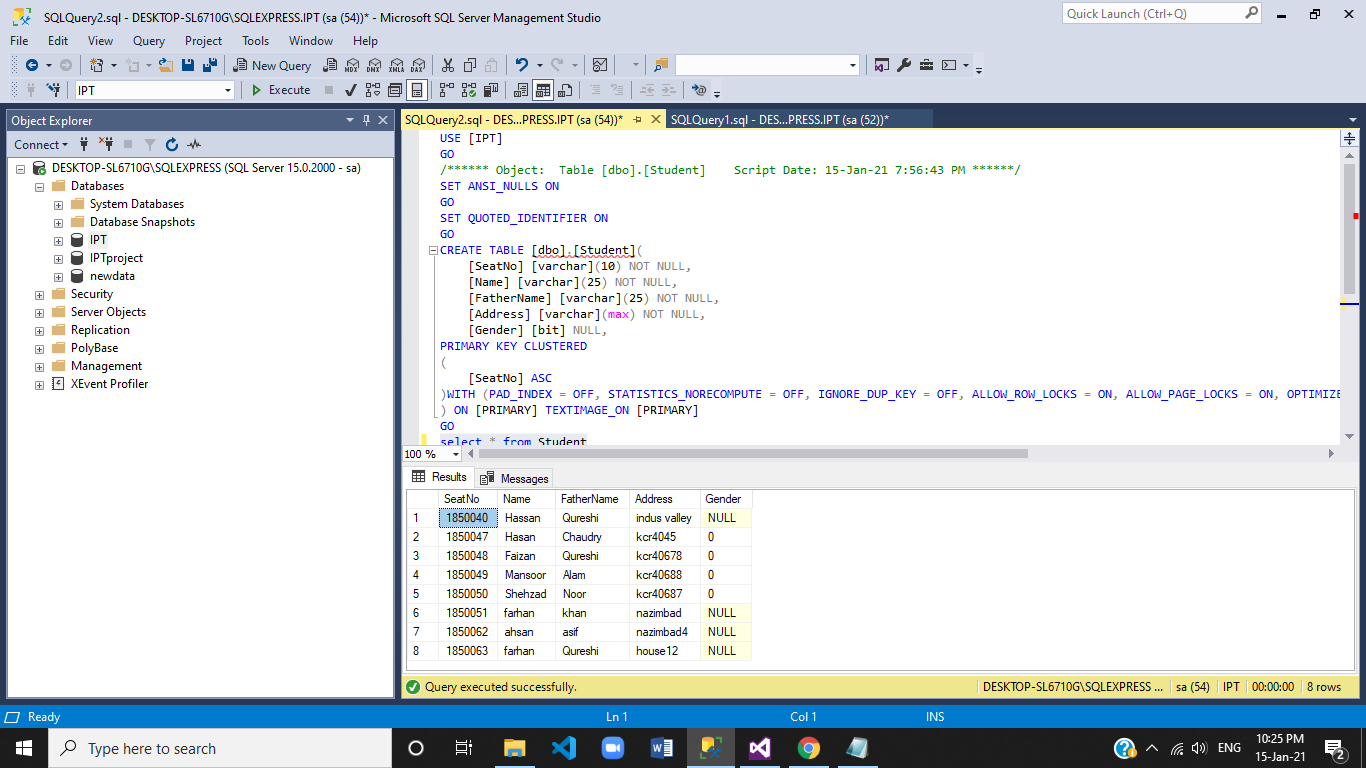 SQLQuery2.sql - DESKTOP-SL6710G\SQLEXPRESS.IPT (sa (54))* - Microsoft SQL Server Management Studio
Quick Launch (Ctrl+Q)
File Edit View Query Project Tools Window Help
New Query MDX DMX XMLA DAX
IPT Execute
Object Explorer
Connect
DESKTOP-SL6710G\SQLEXPRESS (SQL Server 15.0.2000 - sa)
Databases
System Databases
Database Snapshots
IPT
IPTproject
newdata
Security
Server Objects
Replication
PolyBase
Management
XEvent Profiler
SQLQuery2.sql - DES...PRESS.IPT (sa (54))* SQLQuery1.sql - DES...PRESS.IPT (sa (52))*
USE [IPT]
GO
/****** Object:  Table [dbo].[Student]    Script Date: 15-Jan-21 7:56:43 PM ******/
SET ANSI_NULLS ON
GO
SET QUOTED_IDENTIFIER ON
GO
CREATE TABLE [dbo].[Student](
[SeatNo] [varchar](10) NOT NULL,
[Name] [varchar](25) NOT NULL,
[FatherName] [varchar](25) NOT NULL,
[Address] [varchar](max) NOT NULL,
[Gender] [bit] NULL,
PRIMARY KEY CLUSTERED
(
[SeatNo] ASC
)WITH (PAD_INDEX = OFF, STATISTICS_NORECOMPUTE = OFF, IGNORE_DUP_KEY = OFF, ALLOW_ROW_LOCKS = ON, ALLOW_PAGE_LOCKS = ON, OPTIMIZE
) ON [PRIMARY] TEXTIMAGE_ON [PRIMARY]
GO
select * from Student
100 %
Results Messages
SeatNo Name FatherName Address Gender
1 1850040 Hassan Qureshi indus valley NULL
2 1850047 Hasan Chaudry kcr4045 0
3 1850048 Faizan Qureshi kcr40678 0
4 1850049 Mansoor Alam kcr40688 0
5 1850050 Shehzad Noor kcr40687 0
6 1850051 farhan khan nazimbad NULL
7 1850062 ahsan asif nazimbad4 NULL
8 1850063 farhan Qureshi house12 NULL
Query executed successfully. DESKTOP-SL6710G\SQLEXPRESS ... sa (54) IPT 00:00:00 8 rows
Ready Ln 1 Col 1 INS
Type here to search
ENG
10:25 PM
15-Jan-21
2